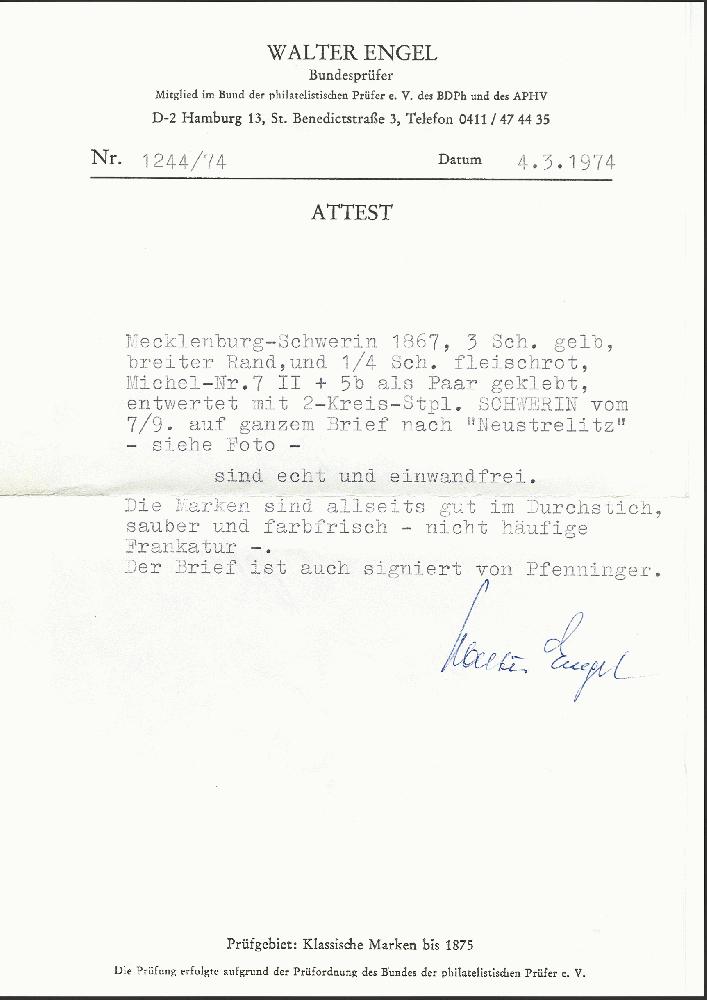 WALTER ENGEL
Bundesprüfer
Mitglied im Bund der philatelistischen Prüfer e. V. des BDPh und des APHV
D-2 Hamburg 13, St. Benedictstraße 3, Telefon 0411 / 47 44 35
Nr. 1244/74 Datum 4.3.1974
ATTEST
Mecklenburg-Schwerin 1867, 3 Sch. gelb,
breiter Rand,und 1/4 Sch. fleischrot,
Michel-Nr.7 II + 5b als Paar geklebt,
entwertet mit 2-Kreis-Stpl. SCHWERIN vom
7/9. auf ganzem Brief nach "Neustrelitz"
- siehe Foto -
sind echt und einwandfrei.
Die Marken sind allseits gut im Durchstich,
sauber und farbfrisch - nicht häufige
Frankatur -.
Der Brief ist auch signiert von Pfenninger.
Walter Engel
Prüfgebiet: Klassische Marken bis 1875
Die Prüfung erfolgte aufgrund der Prüfordnung des Bundes der philatelistischen Prüfer e. V.